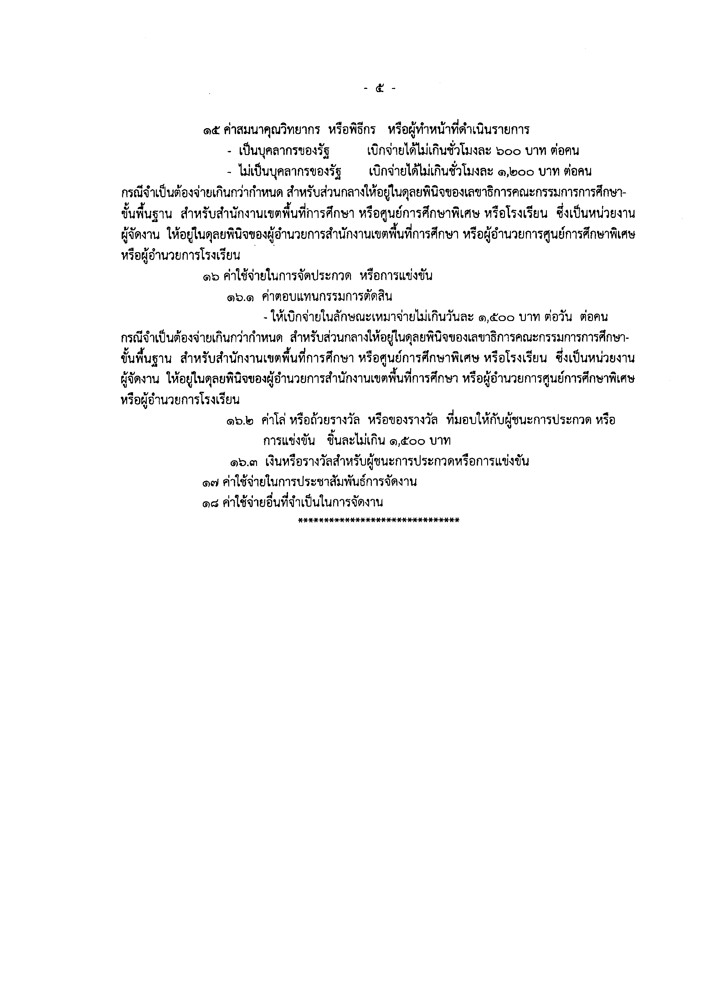 - ๕ -
๑๕ ค่าสมนาคุณวิทยากร หรือพิธีกร หรือผู้ทำหน้าที่ดำเนินรายการ
- เป็นบุคลากรของรัฐ เบิกจ่ายได้ไม่เกินชั่วโมงละ ๖๐๐ บาท ต่อคน
- ไม่เป็นบุคลากรของรัฐ เบิกจ่ายได้ไม่เกินชั่วโมงละ ๑,๒๐๐ บาท ต่อคน
กรณีจำเป็นต้องจ่ายเกินกว่ากำหนด สำหรับส่วนกลางให้อยู่ในดุลยพินิจของเลขาธิการคณะกรรมการการศึกษา-
ขั้นพื้นฐาน สำหรับสำนักงานเขตพื้นที่การศึกษา หรือศูนย์การศึกษาพิเศษ หรือโรงเรียน ซึ่งเป็นหน่วยงาน
ผู้จัดงาน ให้อยู่ในดุลยพินิจของผู้อำนวยการสำนักงานเขตพื้นที่การศึกษา หรือผู้อำนวยการศูนย์การศึกษาพิเศษ
หรือผู้อำนวยการโรงเรียน
๑๖ ค่าใช้จ่ายในการจัดประกวด หรือการแข่งขัน
๑๖.๑ ค่าตอบแทนกรรมการตัดสิน
- ให้เบิกจ่ายในลักษณะเหมาจ่ายไม่เกินวันละ ๑,๕๐๐ บาท ต่อวัน ต่อคน
กรณีจำเป็นต้องจ่ายเกินกว่ากำหนด สำหรับส่วนกลางให้อยู่ในดุลยพินิจของเลขาธิการคณะกรรมการการศึกษา-
ขั้นพื้นฐาน สำหรับสำนักงานเขตพื้นที่การศึกษา หรือศูนย์การศึกษาพิเศษ หรือโรงเรียน ซึ่งเป็นหน่วยงาน
ผู้จัดงาน ให้อยู่ในดุลยพินิจของผู้อำนวยการสำนักงานเขตพื้นที่การศึกษา หรือผู้อำนวยการศูนย์การศึกษาพิเศษ
หรือผู้อำนวยการโรงเรียน
๑๖.๒ ค่าโล่ หรือถ้วยรางวัล หรือของรางวัล ที่มอบให้กับผู้ชนะการประกวด หรือ
การแข่งขัน ชิ้นละไม่เกิน ๑,๕๐๐ บาท
๑๖.๓ เงินหรือรางวัลสำหรับผู้ชนะการประกวดหรือการแข่งขัน
๑๗ ค่าใช้จ่ายในการประชาสัมพันธ์การจัดงาน
๑๘ ค่าใช้จ่ายอื่นที่จำเป็นในการจัดงาน
*******************************